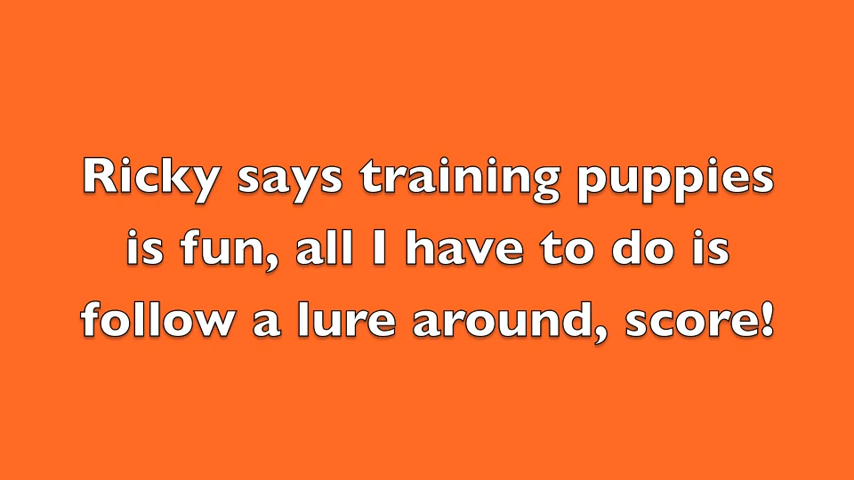 Ricky says training puppies
is fun, all I have to do is
follow a lure around, score!